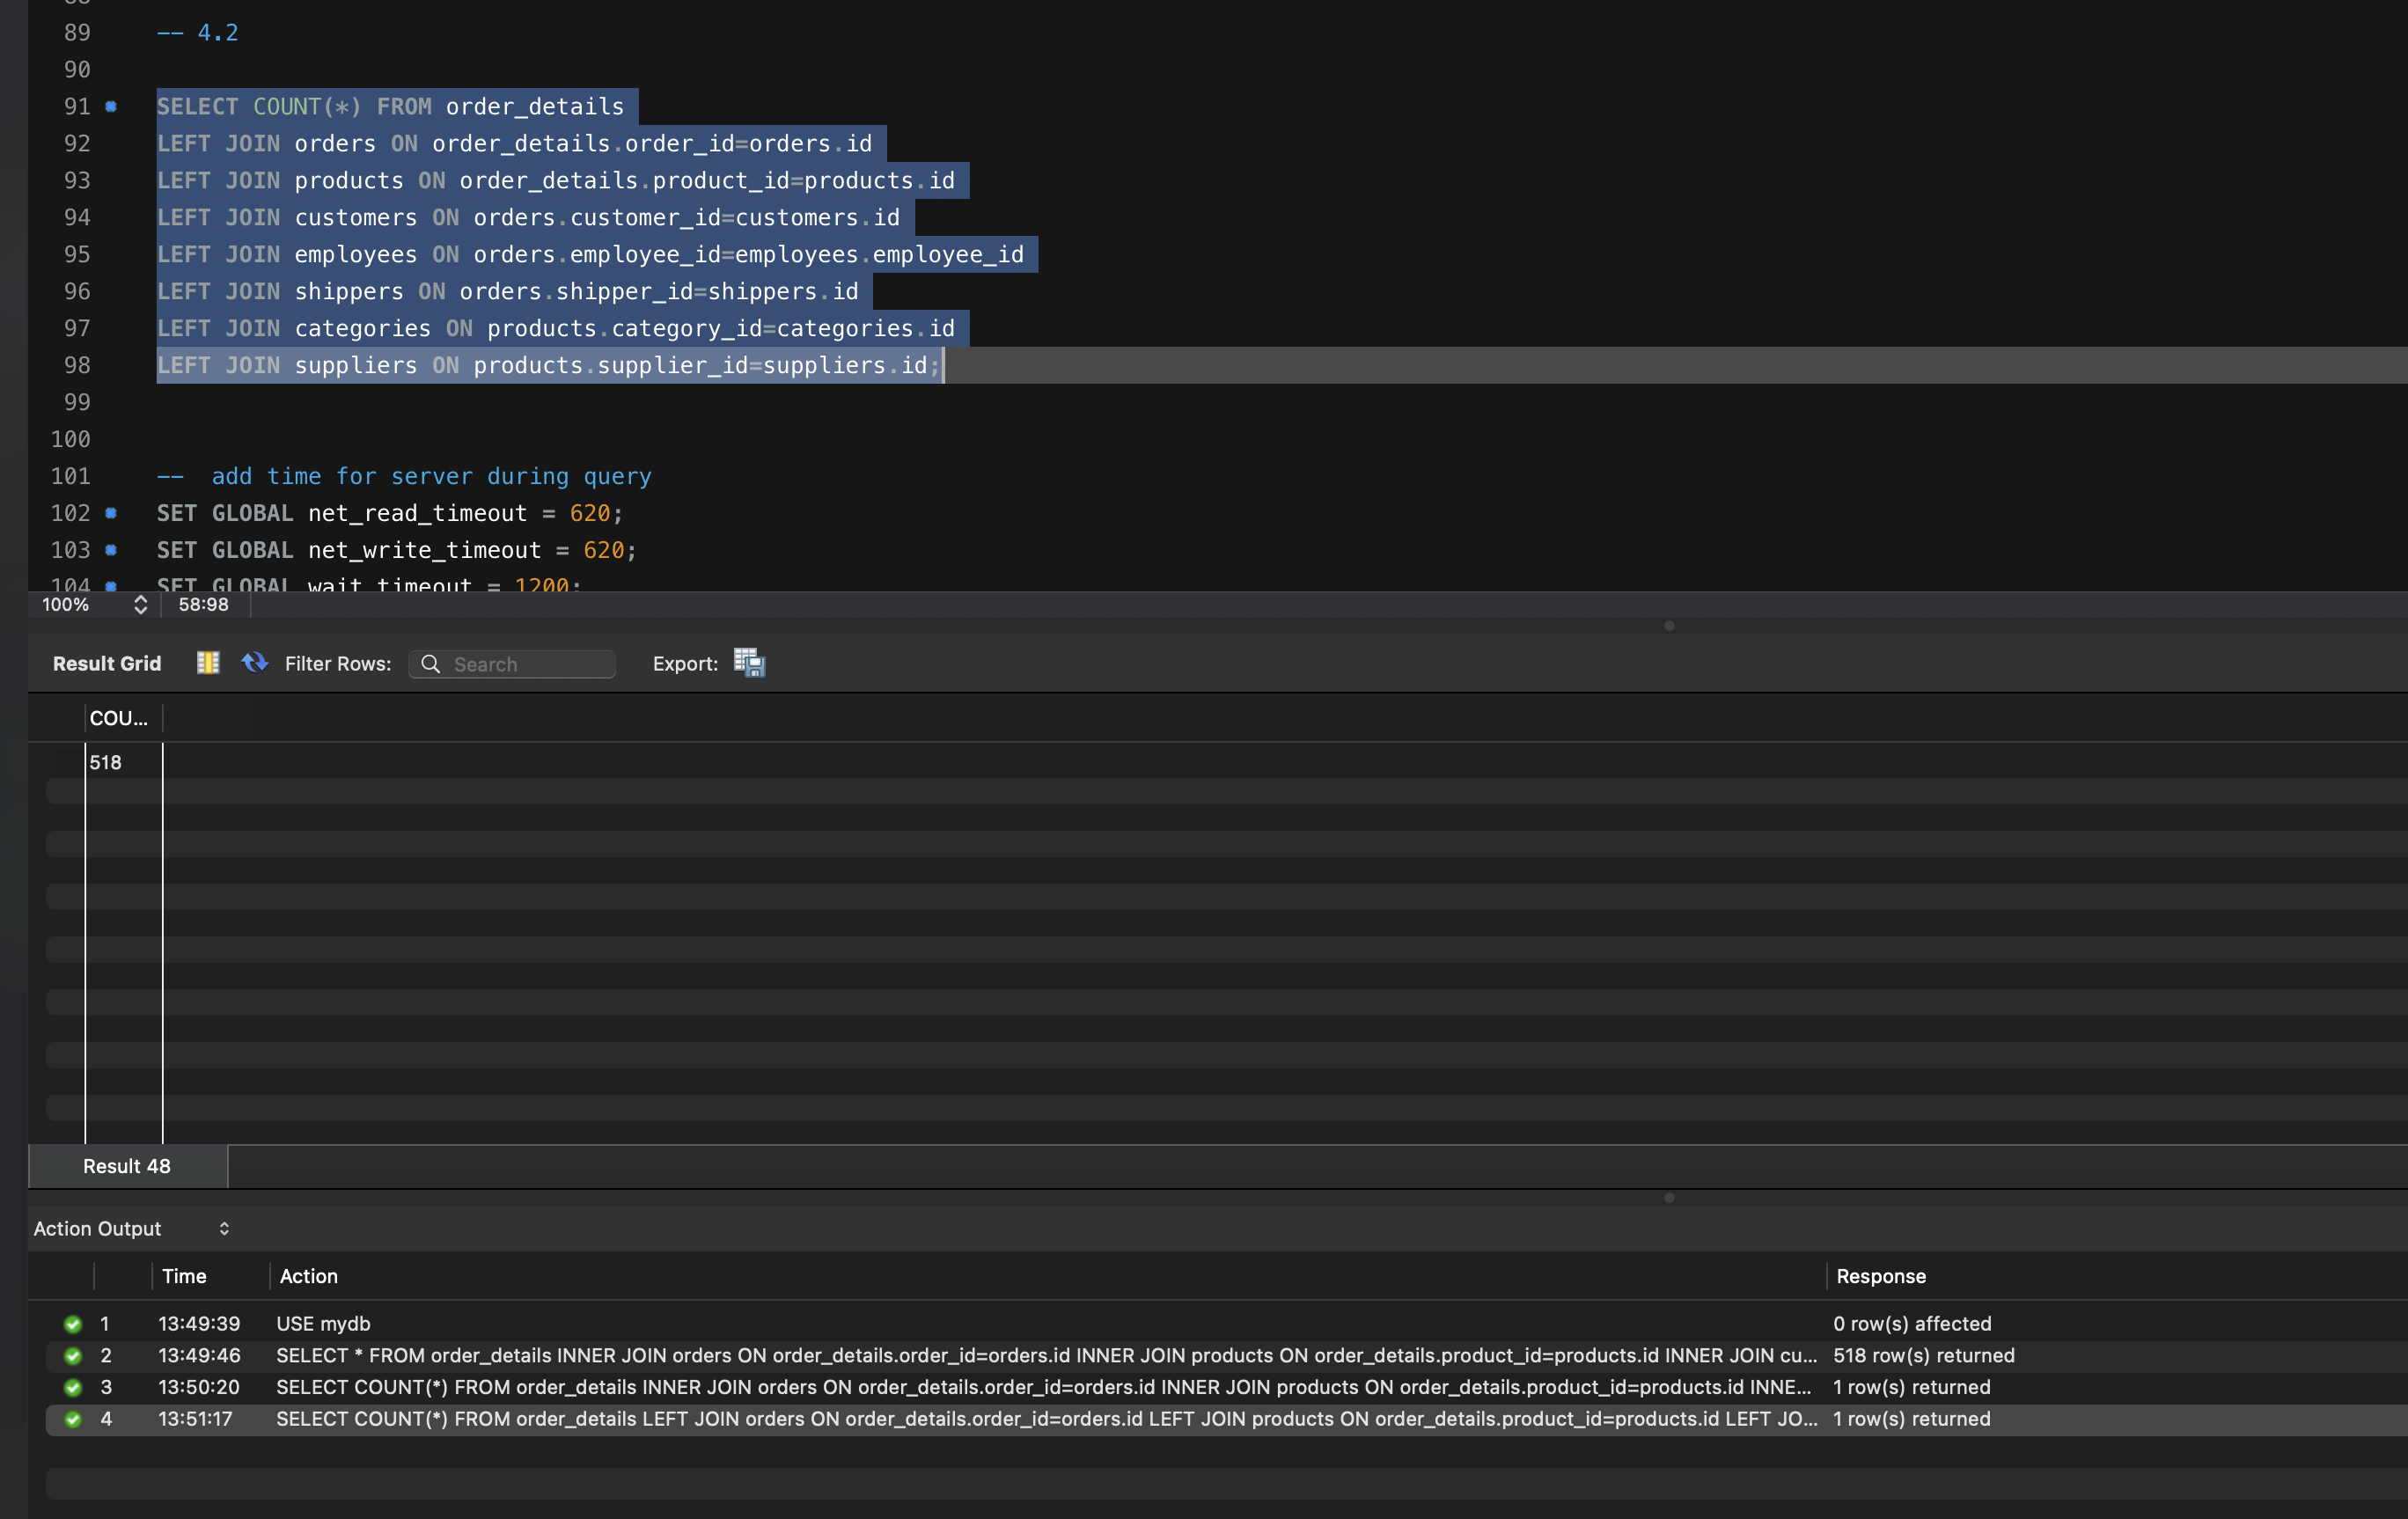 89 -- 4.2
90
91 SELECT COUNT(*) FROM order_details
92 LEFT JOIN orders ON order_details.order_id=orders.id
93 LEFT JOIN products ON order_details.product_id=products.id
94 LEFT JOIN customers ON orders.customer_id=customers.id
95 LEFT JOIN employees ON orders.employee_id=employees.employee_id
96 LEFT JOIN shippers ON orders.shipper_id=shippers.id
97 LEFT JOIN categories ON products.category_id=categories.id
98 LEFT JOIN suppliers ON products.supplier_id=suppliers.id;
99
100
101 --  add time for server during query
102 SET GLOBAL net_read_timeout = 620;
103 SET GLOBAL net_write_timeout = 620;
104 SET GLOBAL wait_timeout = 1200;
100% 58:98
Result Grid Filter Rows: Search Export:
COU...
518
Result 48
Action Output
Time Action Response
1 13:49:39 USE mydb 0 row(s) affected
2 13:49:46 SELECT * FROM order_details INNER JOIN orders ON order_details.order_id=orders.id INNER JOIN products ON order_details.product_id=products.id INNER JOIN cu... 518 row(s) returned
3 13:50:20 SELECT COUNT(*) FROM order_details INNER JOIN orders ON order_details.order_id=orders.id INNER JOIN products ON order_details.product_id=products.id INNE... 1 row(s) returned
4 13:51:17 SELECT COUNT(*) FROM order_details LEFT JOIN orders ON order_details.order_id=orders.id LEFT JOIN products ON order_details.product_id=products.id LEFT JO... 1 row(s) returned